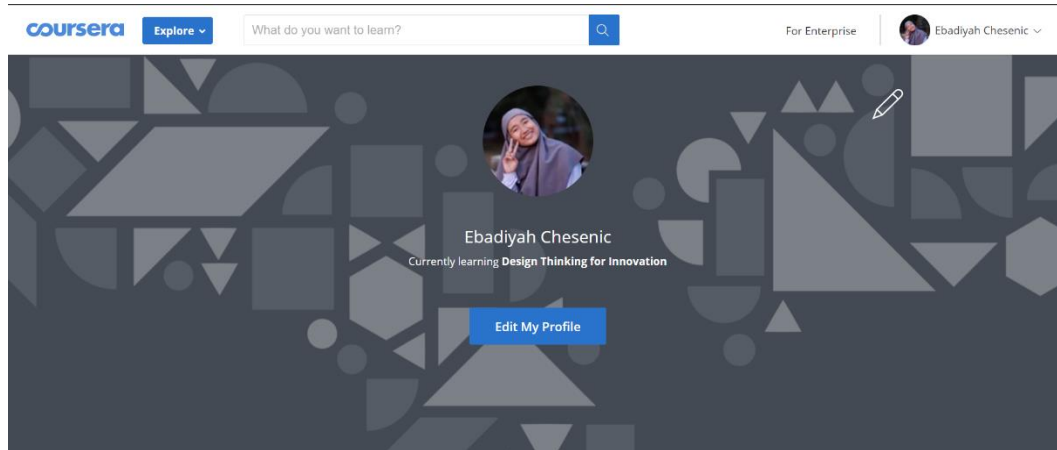 coursera Explore What do you want to learn? For Enterprise Ebadiyah Chesenic
Ebadiyah Chesenic
Currently learning Design Thinking for Innovation
Edit My Profile